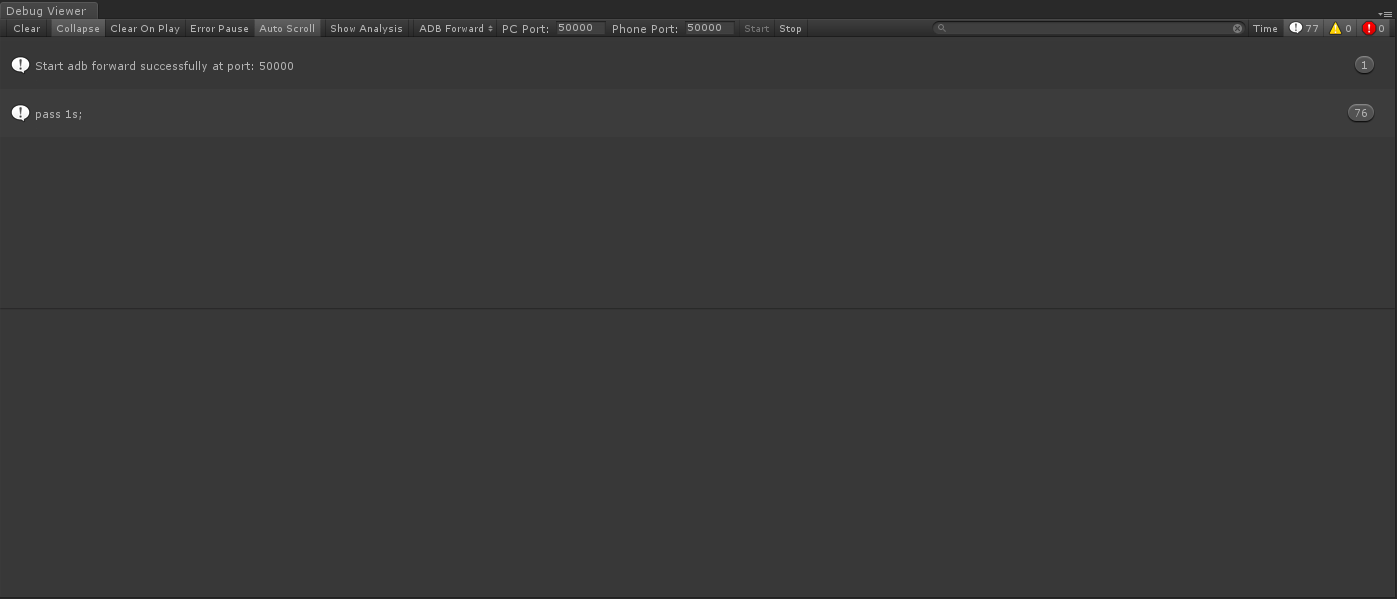 Debug Viewer
Clear Collapse Clear On Play Error Pause Auto Scroll Show Analysis ADB Forward PC Port: 50000 Phone Port: 50000 Start Stop Time 77 0 0
Start adb forward successfully at port: 50000 1
pass 1s; 76